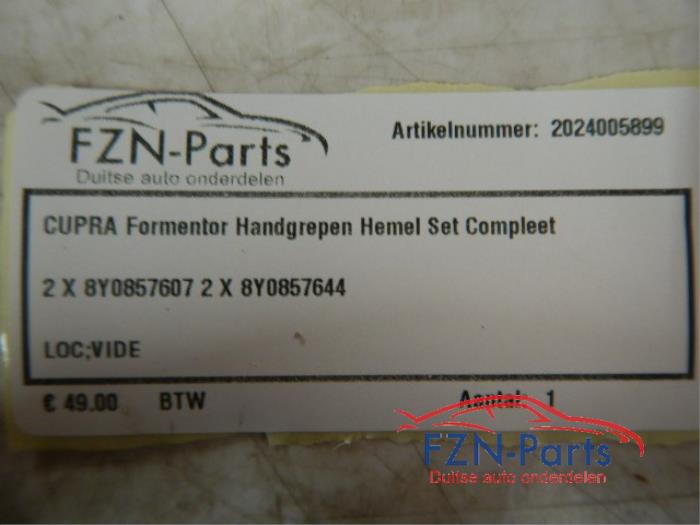 FZN-Parts
Duitse auto onderdelen
Artikelnummer: 2024005899
CUPRA Formentor Handgrepen Hemel Set Compleet
2 X 8Y0857607 2 X 8Y0857644
LOC;VIDE
€ 49.00 BTW Aantal: 1
FZN-Parts
Duitse auto onderdelen